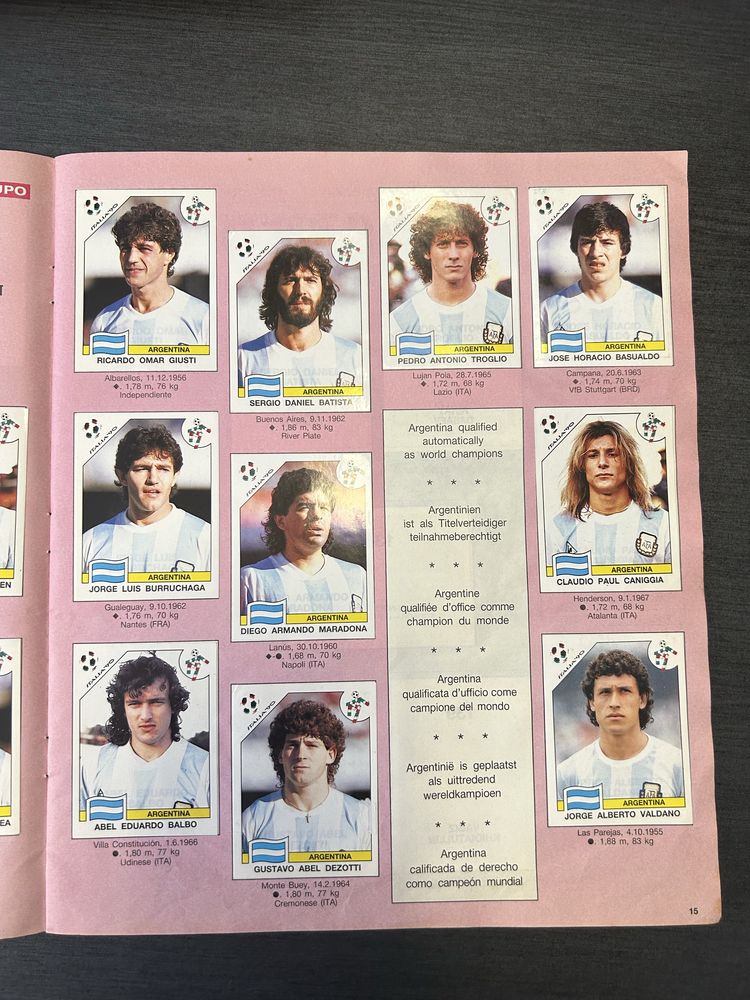 UPO
ITALIA'90
ARGENTINA
RICARDO OMAR GIUSTI
Albarellos, 11.12.1956
◆. 1,78 m, 76 kg
Independiente
ITALIA'90
ARGENTINA
SERGIO DANIEL BATISTA
Buenos Aires, 9.11.1962
◆. 1,86 m, 83 kg
River Plate
ITALIA'90
AFA
ARGENTINA
PEDRO ANTONIO TROGLIO
Lujan Pola, 28.7.1965
◆. 1,72 m, 68 kg
Lazio (ITA)
ITALIA'90
ARGENTINA
JOSE HORACIO BASUALDO
Campana, 20.6.1963
◆. 1,74 m, 70 kg
VfB Stuttgart (BRD)
ITALIA'90
ARGENTINA
JORGE LUIS BURRUCHAGA
Gualeguay, 9.10.1962
◆. 1,76 m, 70 kg
Nantes (FRA)
ITALIA'90
ARGENTINA
DIEGO ARMANDO MARADONA
Lanús, 30.10.1960
◆-●. 1,68 m, 70 kg
Napoli (ITA)
Argentina qualified
automatically
as world champions
* * *
Argentinien
ist als Titelverteidiger
teilnahmeberechtigt
* * *
Argentine
qualifiée d'office comme
champion du monde
* * *
Argentina
qualificata d'ufficio come
campione del mondo
* * *
Argentinië is geplaatst
als uittredend
wereldkampioen
* * *
Argentina
calificada de derecho
como campeón mundial
ITALIA'90
AFA
ARGENTINA
CLAUDIO PAUL CANIGGIA
Henderson, 9.1.1967
●. 1,72 m, 68 kg
Atalanta (ITA)
EN
ITALIA'90
ARGENTINA
ABEL EDUARDO BALBO
Villa Constitución, 1.6.1966
●. 1,80 m, 77 kg
Udinese (ITA)
ITALIA'90
ARGENTINA
GUSTAVO ABEL DEZOTTI
Monte Buey, 14.2.1964
●. 1,80 m, 77 kg
Cremonese (ITA)
ITALIA'90
ARGENTINA
JORGE ALBERTO VALDANO
Las Parejas, 4.10.1955
●. 1,88 m, 83 kg
EA
15